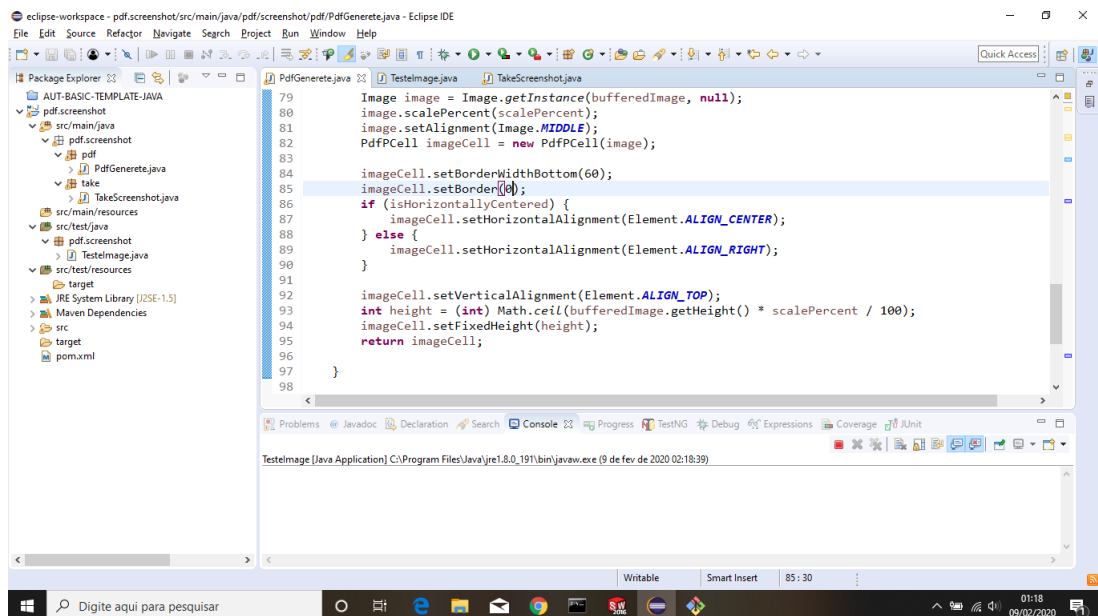 eclipse-workspace - pdf.screenshot/src/main/java/pdf/screenshot/pdf/PdfGenerete.java - Eclipse IDE
File Edit Source Refactor Navigate Search Project Run Window Help
Quick Access
Package Explorer
PdfGenerete.java TesteImage.java TakeScreenshot.java
AUT-BASIC-TEMPLATE-JAVA
pdf.screenshot
src/main/java
pdf.screenshot
pdf
PdfGenerete.java
take
TakeScreenshot.java
src/main/resources
src/test/java
pdf.screenshot
TesteImage.java
src/test/resources
target
JRE System Library [J2SE-1.5]
Maven Dependencies
src
target
pom.xml
79 Image image = Image.getInstance(bufferedImage, null);
80 image.scalePercent(scalePercent);
81 image.setAlignment(Image.MIDDLE);
82 PdfPCell imageCell = new PdfPCell(image);
83
84 imageCell.setBorderWidthBottom(60);
85 imageCell.setBorder(0);
86 if (isHorizontallyCentered) {
87 imageCell.setHorizontalAlignment(Element.ALIGN_CENTER);
88 } else {
89 imageCell.setHorizontalAlignment(Element.ALIGN_RIGHT);
90 }
91
92 imageCell.setVerticalAlignment(Element.ALIGN_TOP);
93 int height = (int) Math.ceil(bufferedImage.getHeight() * scalePercent / 100);
94 imageCell.setFixedHeight(height);
95 return imageCell;
96
97 }
98
Problems Javadoc Declaration Search Console Progress TestNG Debug Expressions Coverage JUnit
TesteImage [Java Application] C:\Program Files\Java\jre1.8.0_191\bin\javaw.exe (9 de fev de 2020 02:18:39)
Writable Smart Insert 85 : 30
Digite aqui para pesquisar
SW 2016
01:18
09/02/2020